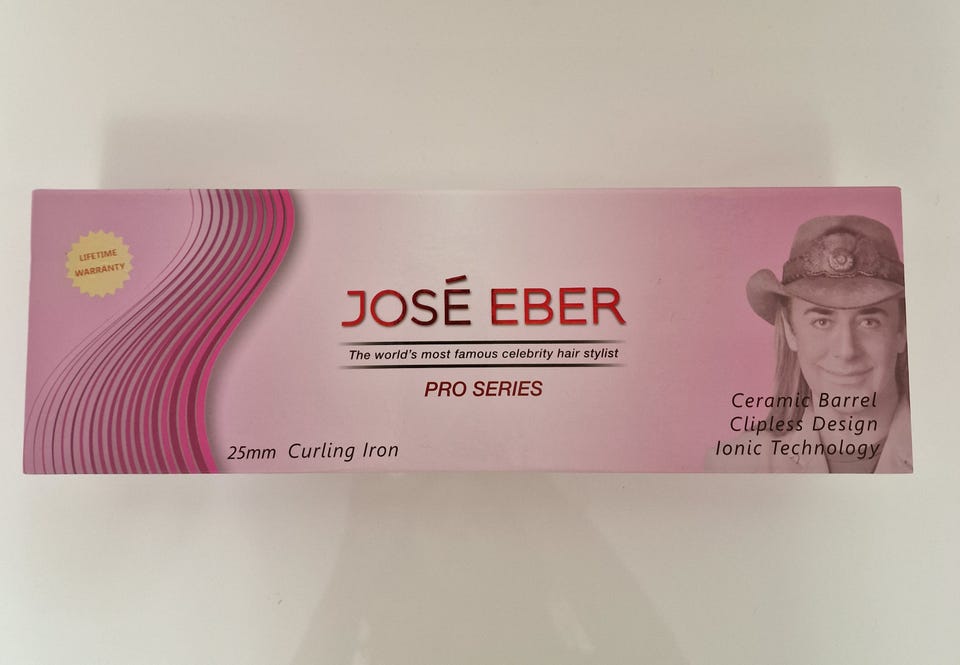 LIFETIME
WARRANTY
JOSÉ EBER
The world's most famous celebrity hair stylist
PRO SERIES
25mm Curling Iron
Ceramic Barrel
Clipless Design
Ionic Technology